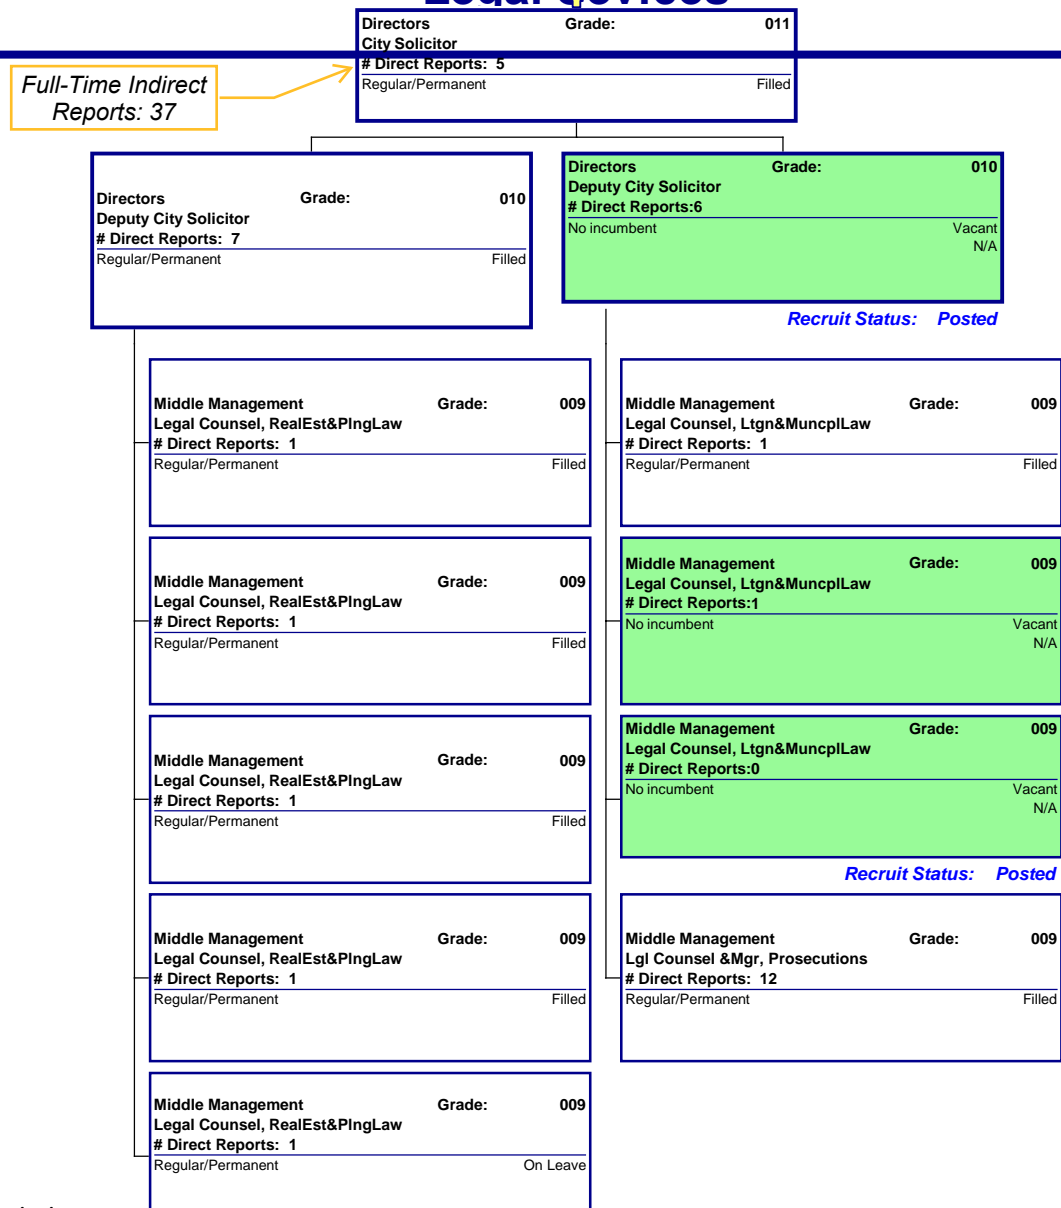 Directors Grade: 011
City Solicitor
# Direct Reports: 5
Regular/Permanent Filled
Full-Time Indirect
Reports: 37
Directors Grade: 010
Deputy City Solicitor
# Direct Reports: 7
Regular/Permanent Filled
Directors Grade: 010
Deputy City Solicitor
# Direct Reports:6
No incumbent Vacant
N/A
Recruit Status: Posted
Middle Management Grade: 009
Legal Counsel, RealEst&PlngLaw
# Direct Reports: 1
Regular/Permanent Filled
Middle Management Grade: 009
Legal Counsel, RealEst&PlngLaw
# Direct Reports: 1
Regular/Permanent Filled
Middle Management Grade: 009
Legal Counsel, RealEst&PlngLaw
# Direct Reports: 1
Regular/Permanent Filled
Middle Management Grade: 009
Legal Counsel, RealEst&PlngLaw
# Direct Reports: 1
Regular/Permanent Filled
Middle Management Grade: 009
Legal Counsel, RealEst&PlngLaw
# Direct Reports: 1
Regular/Permanent On Leave
Middle Management Grade: 009
Legal Counsel, Ltgn&MuncplLaw
# Direct Reports: 1
Regular/Permanent Filled
Middle Management Grade: 009
Legal Counsel, Ltgn&MuncplLaw
# Direct Reports:1
No incumbent Vacant
N/A
Middle Management Grade: 009
Legal Counsel, Ltgn&MuncplLaw
# Direct Reports:0
No incumbent Vacant
N/A
Recruit Status: Posted
Middle Management Grade: 009
Lgl Counsel &Mgr, Prosecutions
# Direct Reports: 12
Regular/Permanent Filled